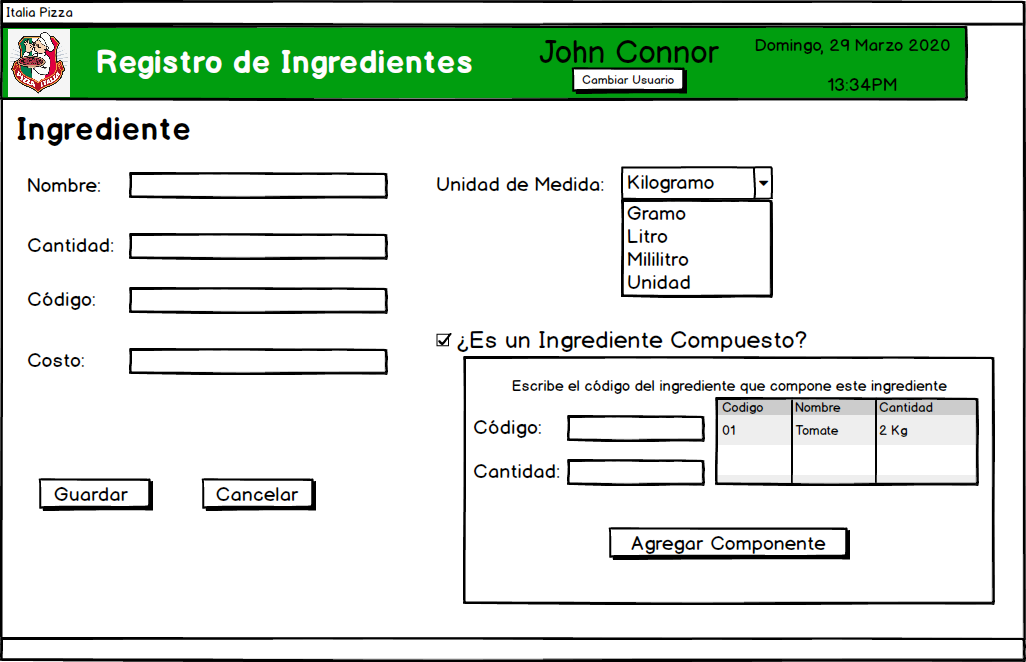 Italia Pizza
Registro de Ingredientes
John Connor
Cambiar Usuario
Domingo, 29 Marzo 2020
13:34PM
Ingrediente
Nombre:
Cantidad:
Código:
Costo:
Guardar
Cancelar
Unidad de Medida:
Kilogramo
Gramo
Litro
Mililitro
Unidad
¿Es un Ingrediente Compuesto?
Escribe el código del ingrediente que compone este ingrediente
Código:
Cantidad:
Codigo Nombre Cantidad
01 Tomate 2 Kg
Agregar Componente